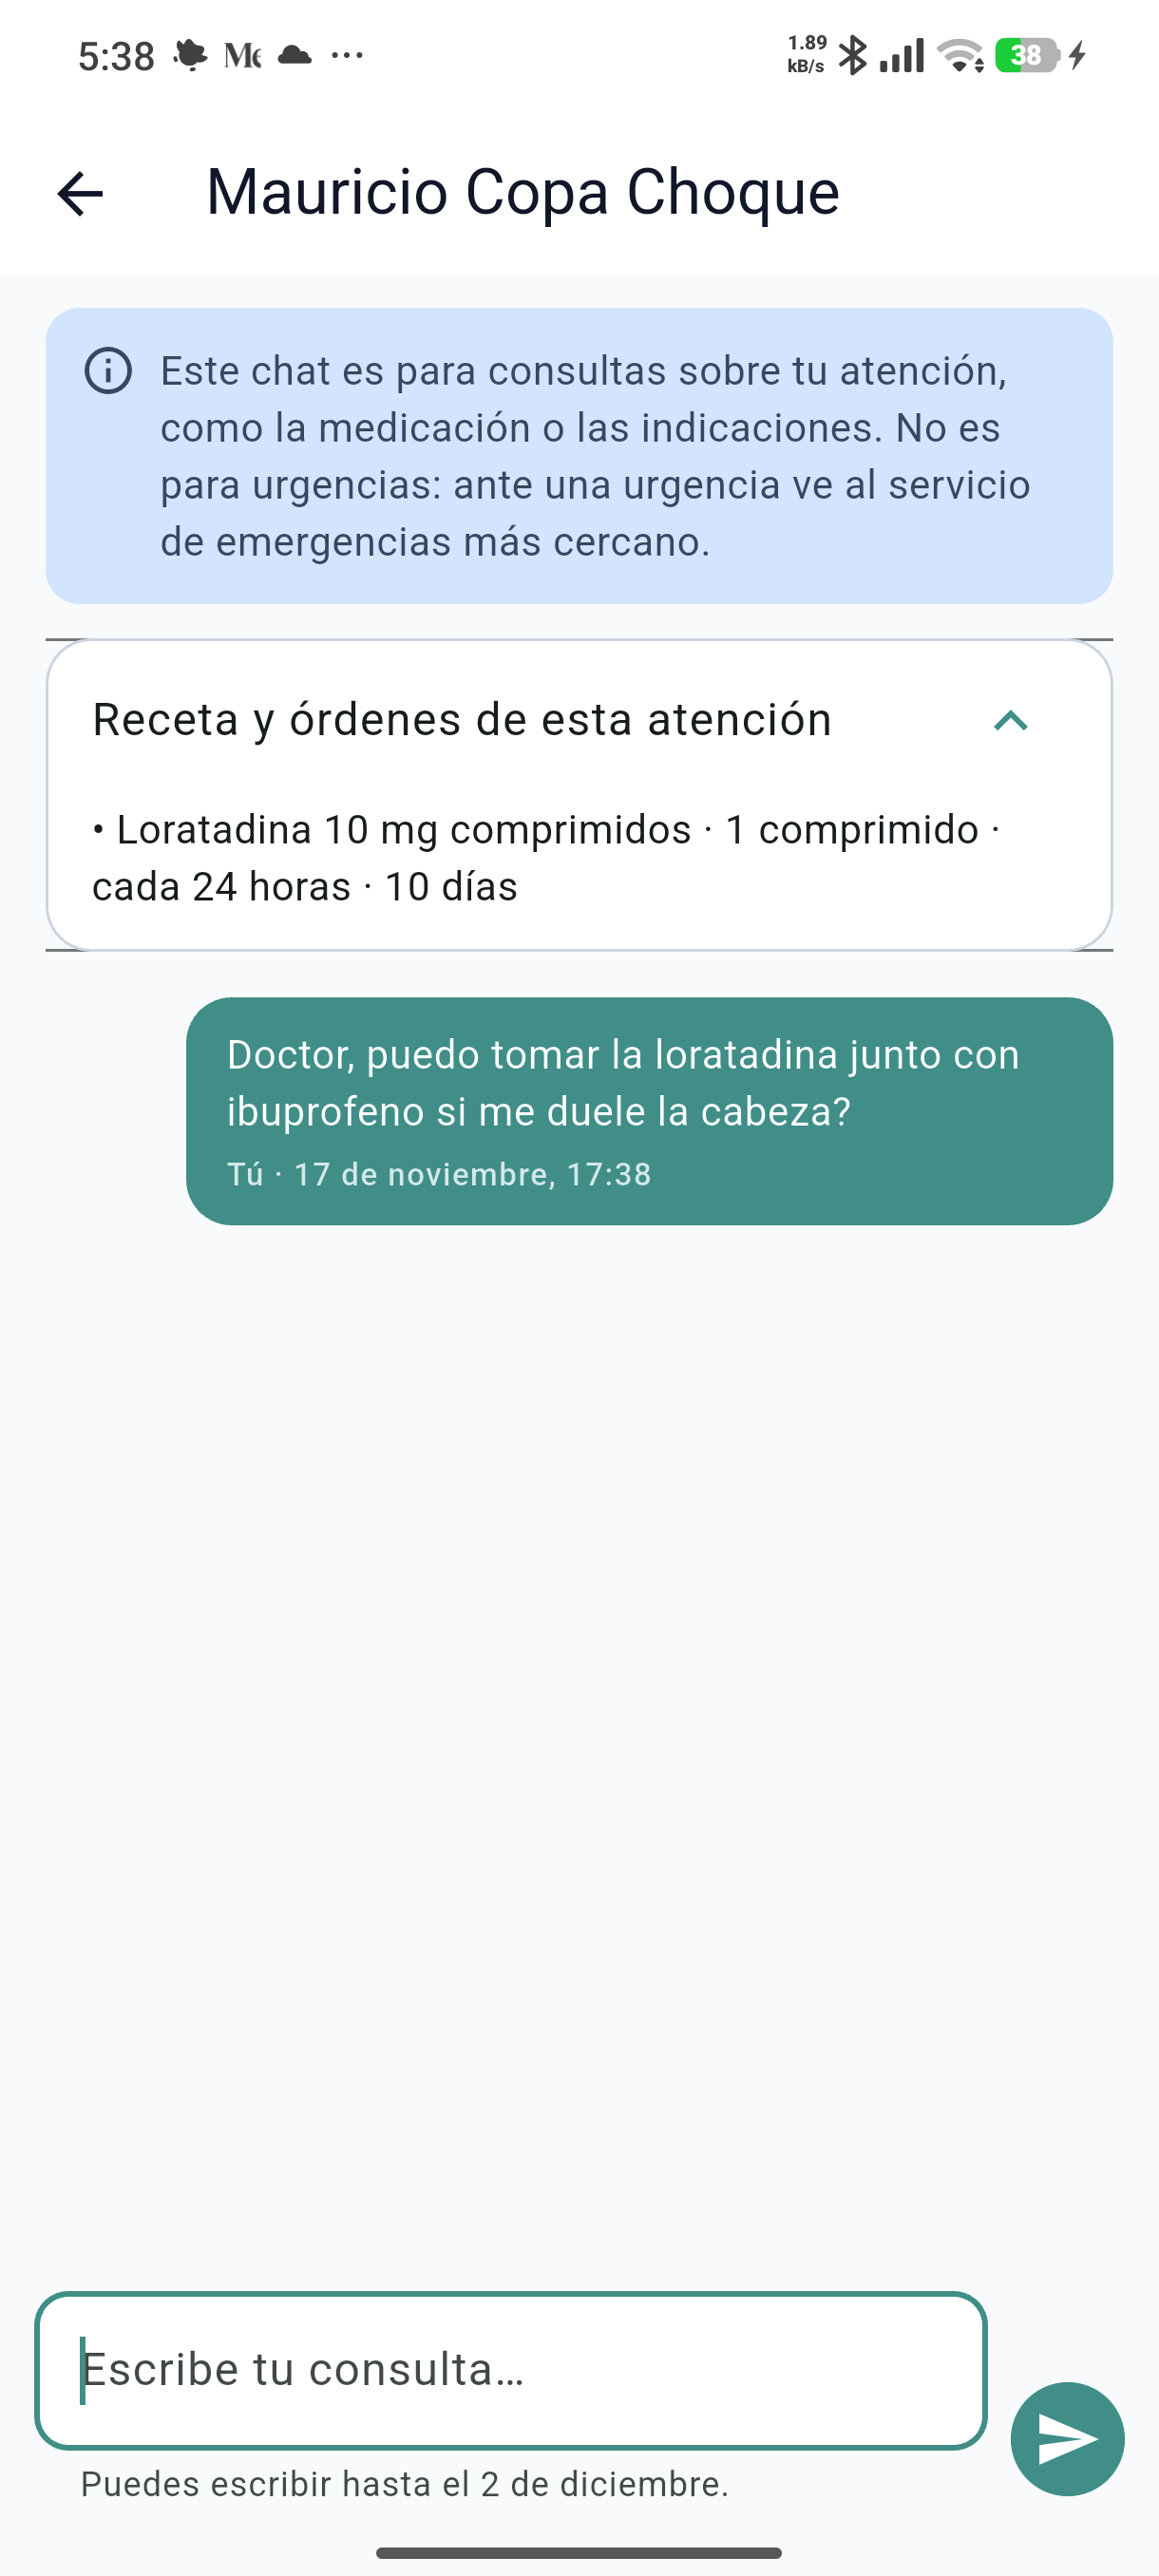 5:38 Me ...
1.89
kB/s
38
Mauricio Copa Choque
Este chat es para consultas sobre tu atención,
como la medicación o las indicaciones. No es
para urgencias: ante una urgencia ve al servicio
de emergencias más cercano.
Receta y órdenes de esta atención
• Loratadina 10 mg comprimidos · 1 comprimido ·
cada 24 horas · 10 días
Doctor, puedo tomar la loratadina junto con
ibuprofeno si me duele la cabeza?
Tú · 17 de noviembre, 17:38
Escribe tu consulta...
Puedes escribir hasta el 2 de diciembre.